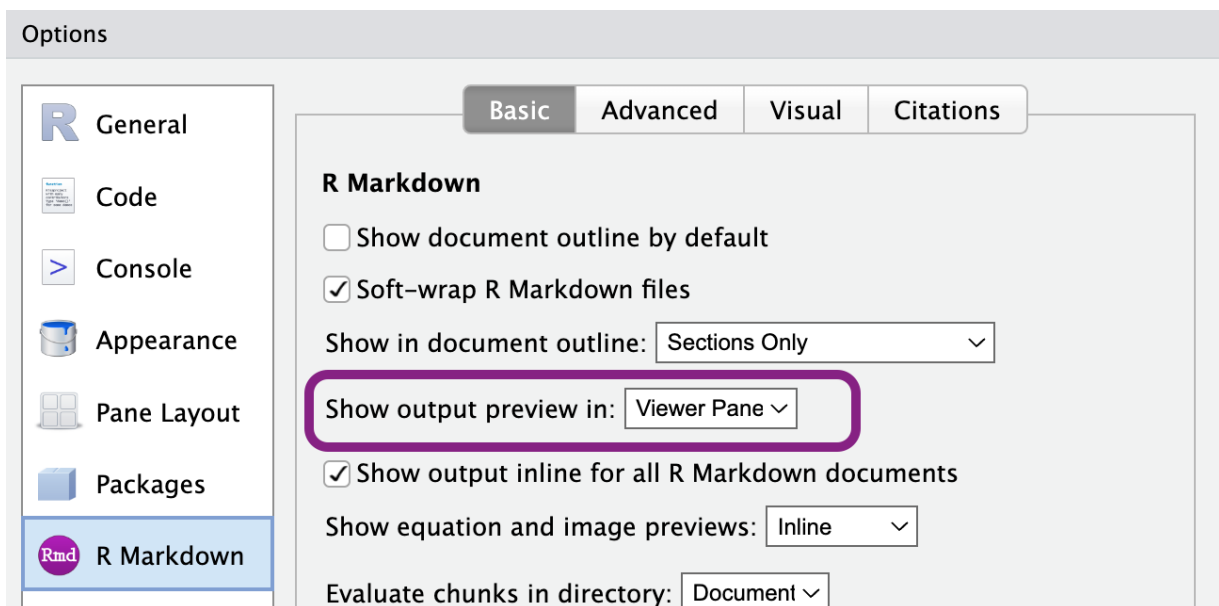 Options
General
Code
Console
Appearance
Pane Layout
Packages
Rmd R Markdown
Basic Advanced Visual Citations
R Markdown
Show document outline by default
Soft-wrap R Markdown files
Show in document outline: Sections Only
Show output preview in: Viewer Pane
Show output inline for all R Markdown documents
Show equation and image previews: Inline
Evaluate chunks in directory: Document